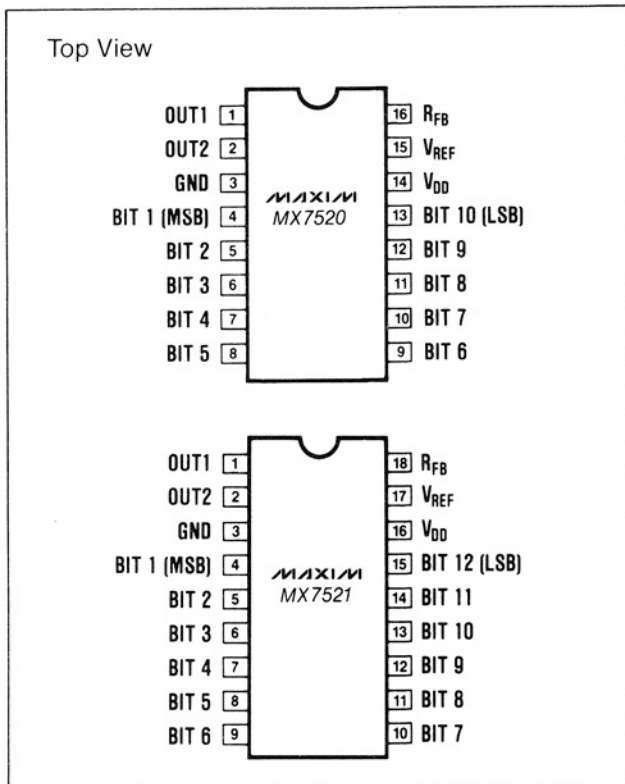 Top View
OUT1 1 16 RFB
OUT2 2 15 VREF
GND 3 14 VDD
MAXIM
BIT 1 (MSB) 4 MX7520 13 BIT 10 (LSB)
BIT 2 5 12 BIT 9
BIT 3 6 11 BIT 8
BIT 4 7 10 BIT 7
BIT 5 8 9 BIT 6
OUT1 1 18 RFB
OUT2 2 17 VREF
GND 3 16 VDD
MAXIM
BIT 1 (MSB) 4 15 BIT 12 (LSB)
BIT 2 5 MX7521 14 BIT 11
BIT 3 6 13 BIT 10
BIT 4 7 12 BIT 9
BIT 5 8 11 BIT 8
BIT 6 9 10 BIT 7